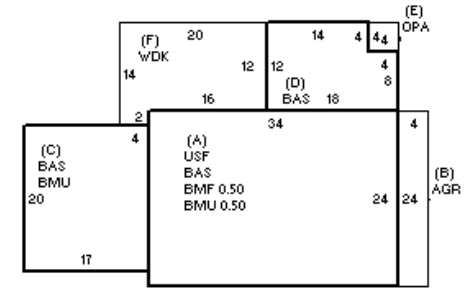 (E)
OPA
20
14
4
4
4
(F)
WDK
14
12
12
4
8
(D)
BAS
16
18
2
34
4
4
(C)
BAS
BMU
(A)
USF
BAS
BMF 0.50
BMU 0.50
(B)
AGR
20
24
24
17